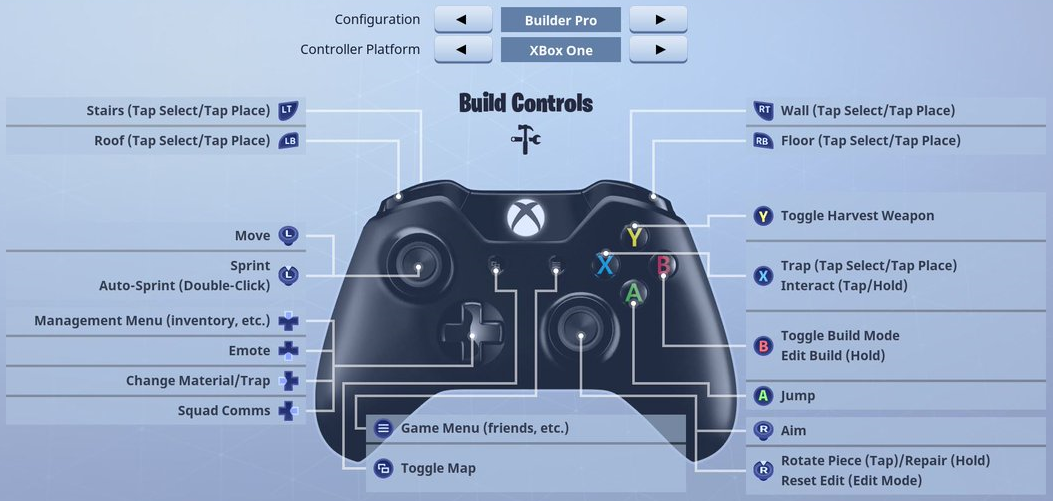 Configuration ◄ Builder Pro ►
Controller Platform ◄ XBox One ►
Build Controls
Stairs (Tap Select/Tap Place) LT
Roof (Tap Select/Tap Place) LB
Move L
Sprint L
Auto-Sprint (Double-Click)
Management Menu (inventory, etc.)
Emote
Change Material/Trap
Squad Comms
Y
X
B
A
Game Menu (friends, etc.)
Toggle Map
RT Wall (Tap Select/Tap Place)
RB Floor (Tap Select/Tap Place)
Y Toggle Harvest Weapon
X Trap (Tap Select/Tap Place)
Interact (Tap/Hold)
B Toggle Build Mode
Edit Build (Hold)
A Jump
R Aim
R Rotate Piece (Tap)/Repair (Hold)
Reset Edit (Edit Mode)